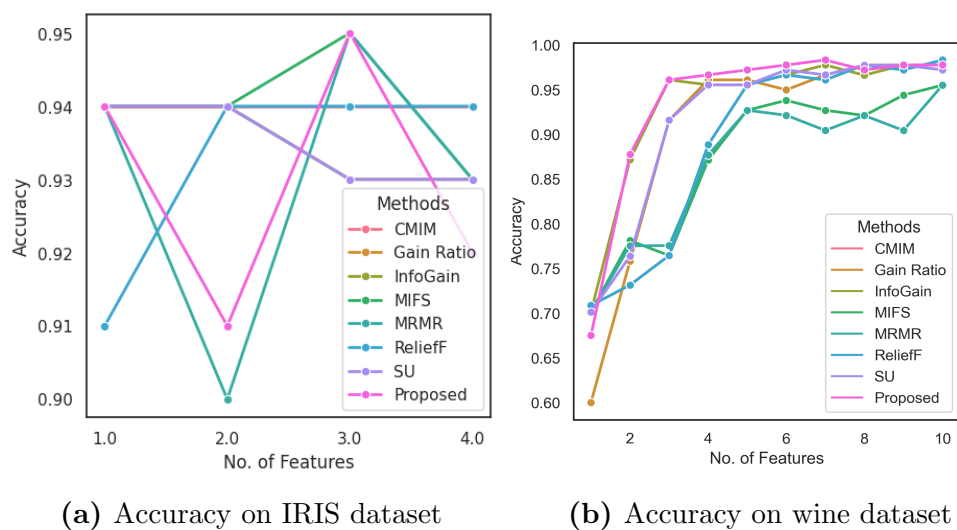 0.95
0.94
0.93
0.92
0.91
0.90
Accuracy
1.0 2.0 3.0 4.0
No. of Features
Methods
CMIM
Gain Ratio
InfoGain
MIFS
MRMR
ReliefF
SU
Proposed
(a) Accuracy on IRIS dataset
1.00
0.95
0.90
0.85
0.80
0.75
0.70
0.65
0.60
Accuracy
2 4 6 8 10
No. of Features
Methods
CMIM
Gain Ratio
InfoGain
MIFS
MRMR
ReliefF
SU
Proposed
(b) Accuracy on wine dataset